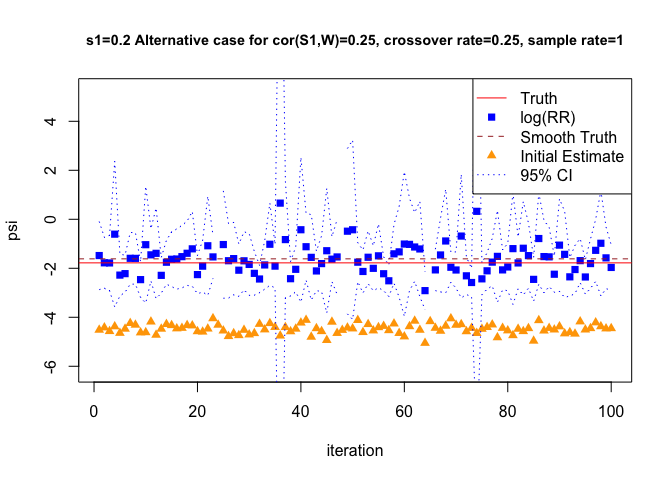 s1=0.2 Alternative case for cor(S1,W)=0.25, crossover rate=0.25, sample rate=1
Truth
log(RR)
Smooth Truth
Initial Estimate
95% CI
psi
4
2
0
-2
-4
-6
0 20 40 60 80 100
iteration